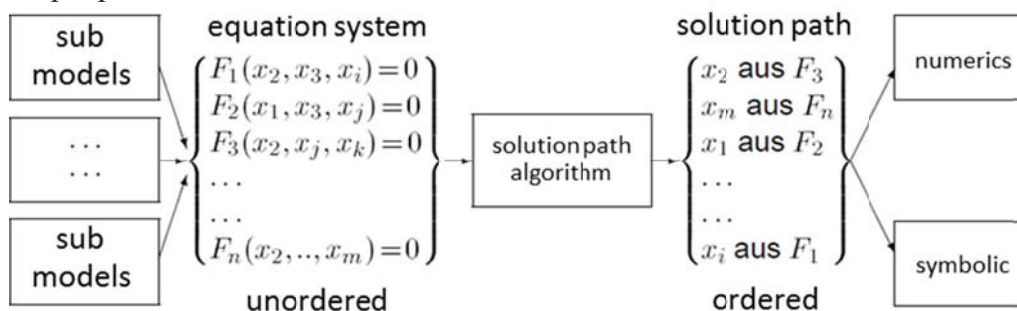 sub
models
. . .
. . .
sub
models
equation system
F₁(x₂, x₃, xᵢ)=0
F₂(x₁, x₃, xⱼ)=0
F₃(x₂, xⱼ, xₖ)=0
. . .
. . .
Fₙ(x₂, .., xₘ)=0
unordered
solution path
algorithm
solution path
x₂ aus F₃
xₘ aus Fₙ
x₁ aus F₂
. . .
. . .
xᵢ aus F₁
ordered
numerics
symbolic